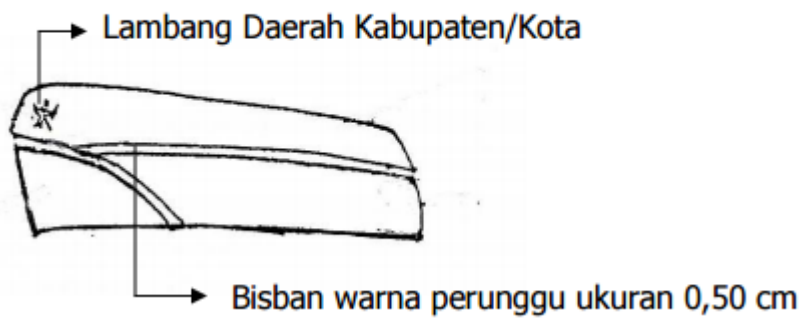 Lambang Daerah Kabupaten/Kota
Bisban warna perunggu ukuran 0,50 cm